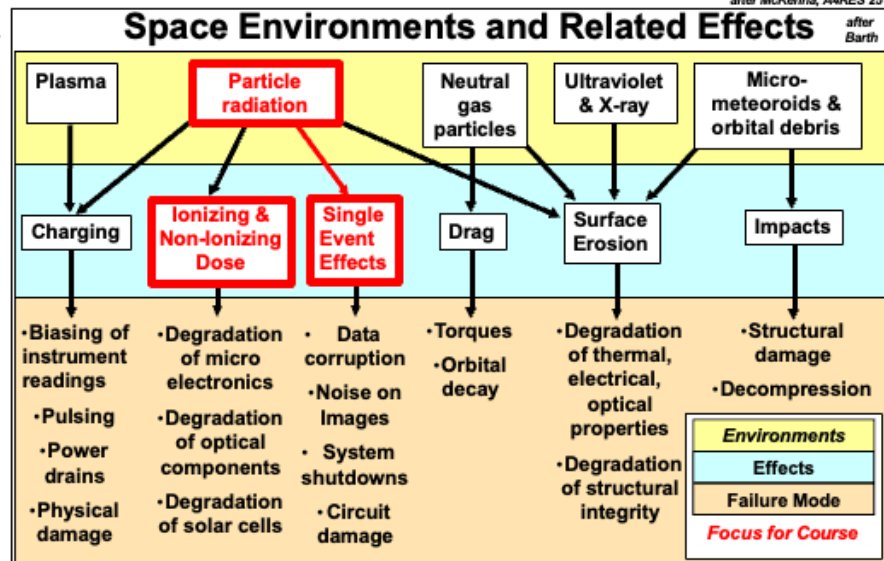 after McKenna, A4RES 25
Space Environments and Related Effects
after
Barth
Plasma
Particle
radiation
Neutral
gas
particles
Ultraviolet
& X-ray
Micro-
meteoroids &
orbital debris
Charging
Ionizing &
Non-Ionizing
Dose
Single
Event
Effects
Drag
Surface
Erosion
Impacts
•Biasing of
instrument
readings
•Pulsing
•Power
drains
•Physical
damage
•Degradation
of micro
electronics
•Degradation
of optical
components
•Degradation
of solar cells
• Data
corruption
•Noise on
Images
• System
shutdowns
• Circuit
damage
•Torques
•Orbital
decay
•Degradation
of thermal,
electrical,
optical
properties
•Degradation
of structural
integrity
•Structural
damage
•Decompression
Environments
Effects
Failure Mode
Focus for Course